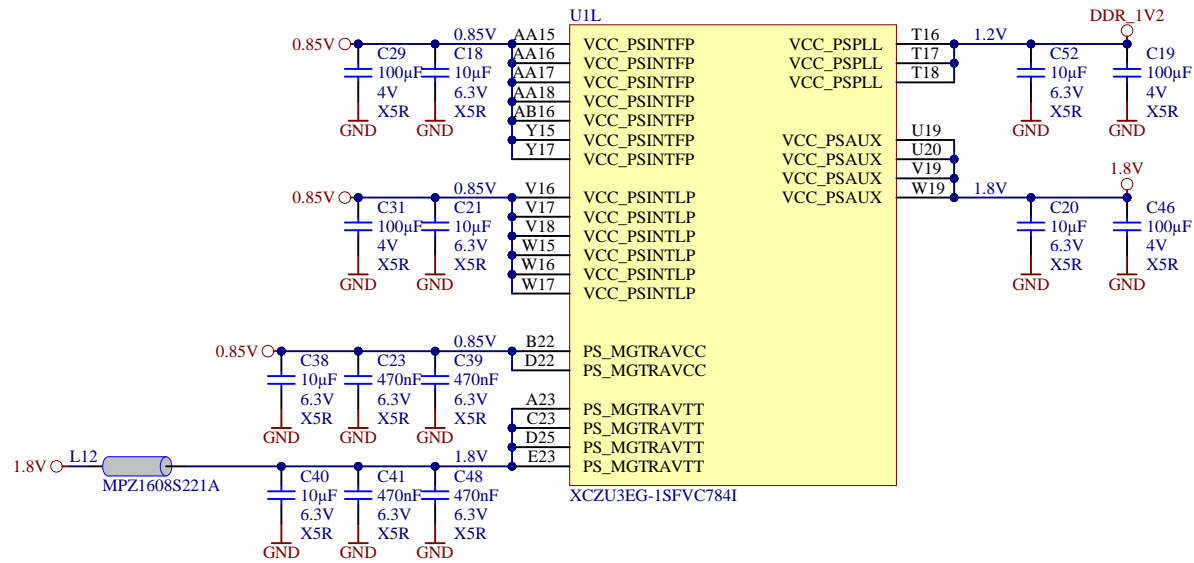 U1L
DDR_1V2
0.85V
0.85V
C29
100µF
4V
X5R
GND
C18
10µF
6.3V
X5R
GND
AA15
AA16
AA17
AA18
AB16
Y15
Y17
VCC_PSINTFP
VCC_PSINTFP
VCC_PSINTFP
VCC_PSINTFP
VCC_PSINTFP
VCC_PSINTFP
VCC_PSINTFP
VCC_PSPLL
VCC_PSPLL
VCC_PSPLL
T16
T17
T18
1.2V
C52
10µF
6.3V
X5R
GND
C19
100µF
4V
X5R
GND
VCC_PSAUX
VCC_PSAUX
VCC_PSAUX
VCC_PSAUX
U19
U20
V19
W19
1.8V
1.8V
C20
10µF
6.3V
X5R
GND
C46
100µF
4V
X5R
GND
0.85V
0.85V
C31
100µF
4V
X5R
GND
C21
10µF
6.3V
X5R
GND
V16
V17
V18
W15
W16
W17
VCC_PSINTLP
VCC_PSINTLP
VCC_PSINTLP
VCC_PSINTLP
VCC_PSINTLP
VCC_PSINTLP
0.85V
0.85V
C38
10µF
6.3V
X5R
GND
C23
470nF
6.3V
X5R
GND
C39
470nF
6.3V
X5R
GND
B22
D22
PS_MGTRAVCC
PS_MGTRAVCC
A23
C23
D25
E23
PS_MGTRAVTT
PS_MGTRAVTT
PS_MGTRAVTT
PS_MGTRAVTT
1.8V
L12
MPZ1608S221A
1.8V
C40
10µF
6.3V
X5R
GND
C41
470nF
6.3V
X5R
GND
C48
470nF
6.3V
X5R
GND
XCZU3EG-1SFVC784I